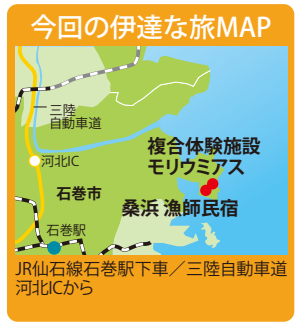 今回の伊達な旅MAP
三陸
自動車道
河北IC
複合体験施設
モリウミアス
石巻市
桑浜 漁師民宿
石巻駅
JR仙石線石巻駅下車／三陸自動車道
河北ICから